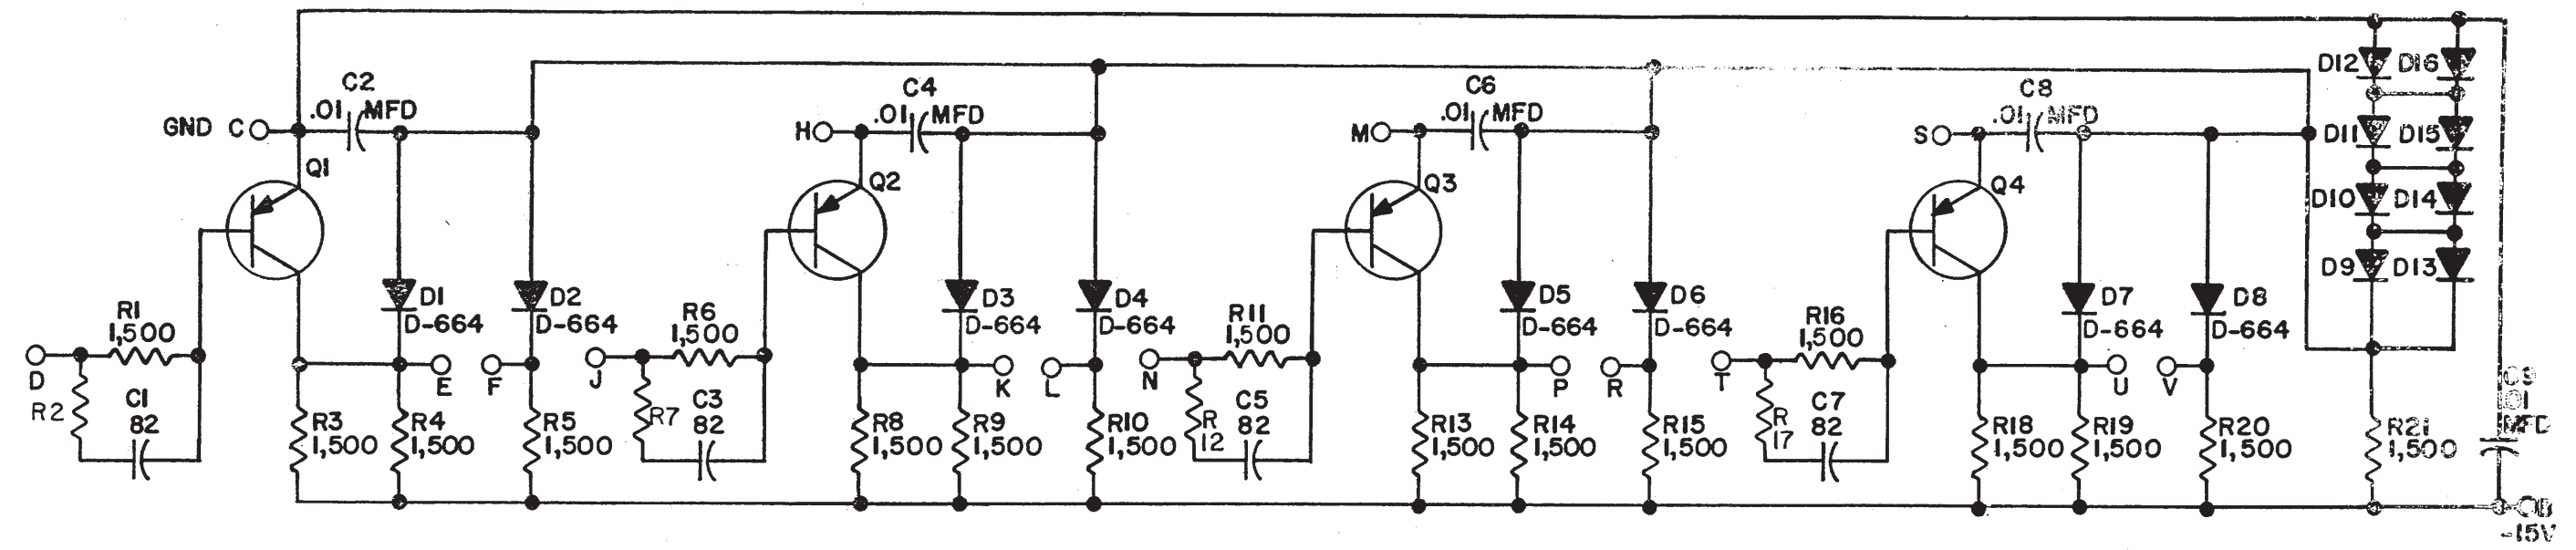 C2
.01 MFD
GND C
Q1
R1
1,500
D
R2
C1
82
D1
D-664
E
R3
1,500
R4
1,500
D2
D-664
F
R5
1,500
C4
.01 MFD
H
Q2
R6
1,500
J
R7
C3
82
D3
D-664
K
R8
1,500
R9
1,500
D4
D-664
L
R10
1,500
C6
.01 MFD
M
Q3
R11
1,500
N
R
12
C5
82
D5
D-664
P
R13
1,500
R14
1,500
D6
D-664
R
R15
1,500
C8
.01 MFD
S
Q4
R16
1,500
T
R
17
C7
82
D7
D-664
U
R18
1,500
R19
1,500
D8
D-664
V
R20
1,500
D12
D16
D11
D15
D10
D14
D9
D13
R21
1,500
C9
.01
MFD
B
-15V